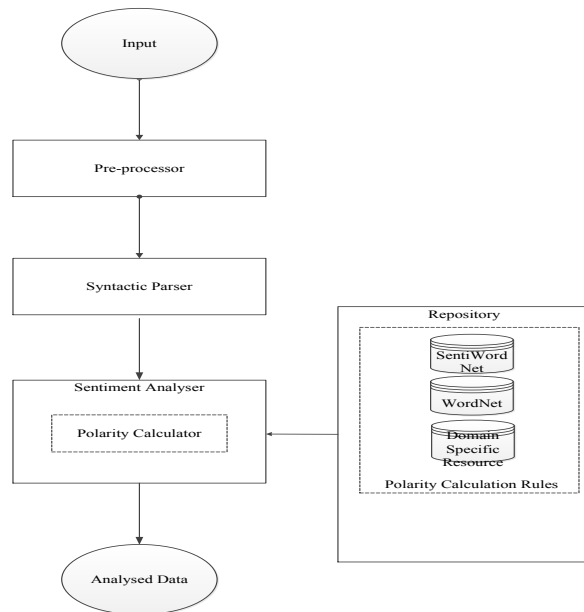 Input
Pre-processor
Syntactic Parser
Sentiment Analyser
Polarity Calculator
Analysed Data
Repository
SentiWord
Net
WordNet
Domain
Specific
Resource
Polarity Calculation Rules